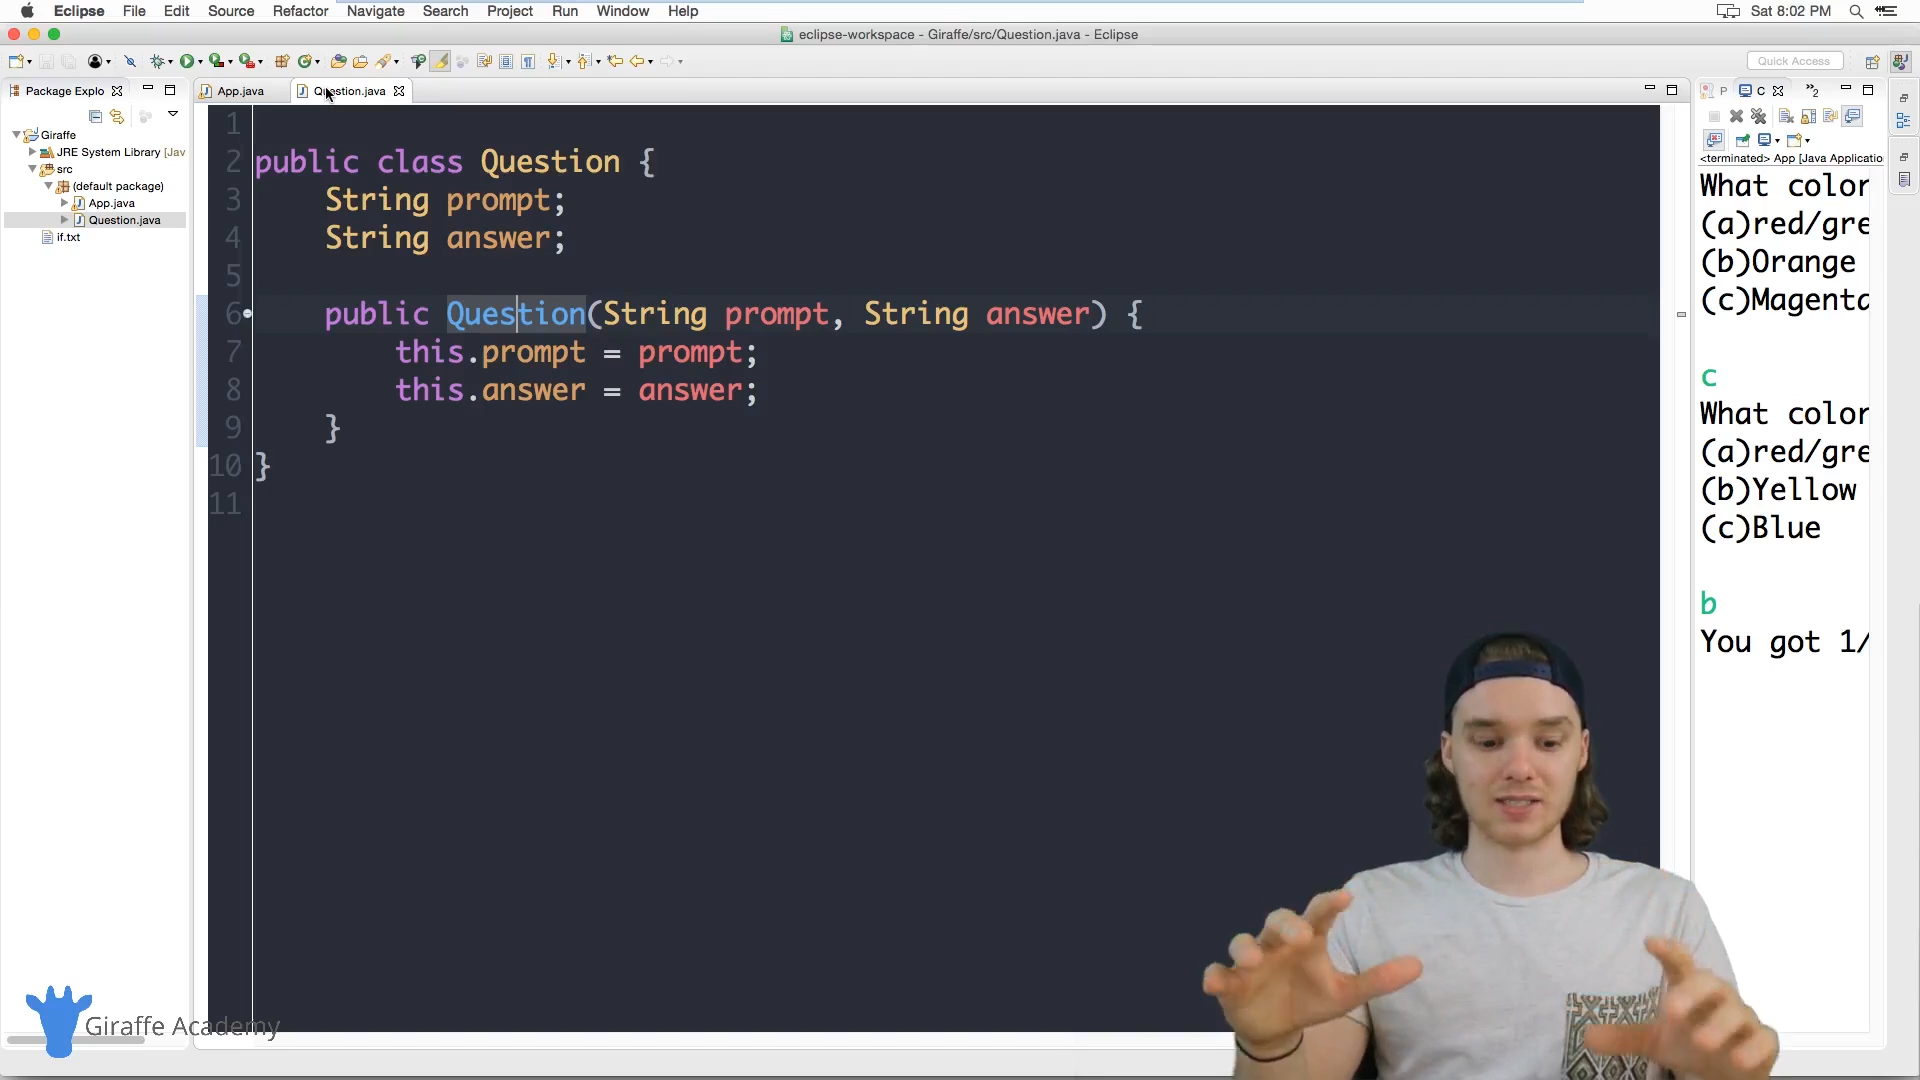 Eclipse File Edit Source Refactor Navigate Search Project Run Window Help Sat 8:02 PM
eclipse-workspace - Giraffe/src/Question.java - Eclipse
Quick Access
Package Explo
App.java
Question.java
P
C
2
Giraffe
JRE System Library [Jav
src
(default package)
App.java
Question.java
if.txt
1
2 public class Question {
3 String prompt;
4 String answer;
5
6 public Question(String prompt, String answer) {
7 this.prompt = prompt;
8 this.answer = answer;
9 }
10 }
11
<terminated> App [Java Applicatio
What color
(a)red/gre
(b)Orange
(c)Magenta
c
What color
(a)red/gre
(b)Yellow
(c)Blue
b
You got 1/
Giraffe Academy